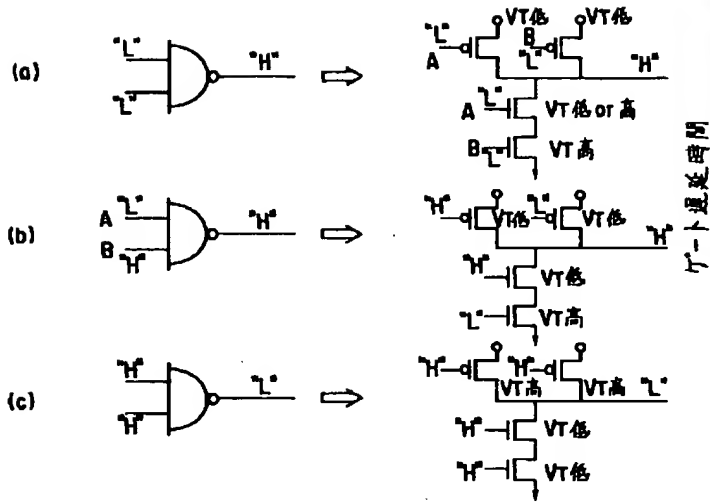 (a)
"L"
"L"
"H"
VT低 VT低
"L"
A
B
"L"
"H"
A "L" VT低 or 高
B "L" VT高
(b)
A "L"
B "H"
"H"
"H" VT低 "L" VT低
"H"
"H" VT低
"L" VT高
(c)
"H"
"H"
"L"
"H" "H"
VT高 VT高 "L"
"H" VT低
"H" VT低
ゲート遅延時間